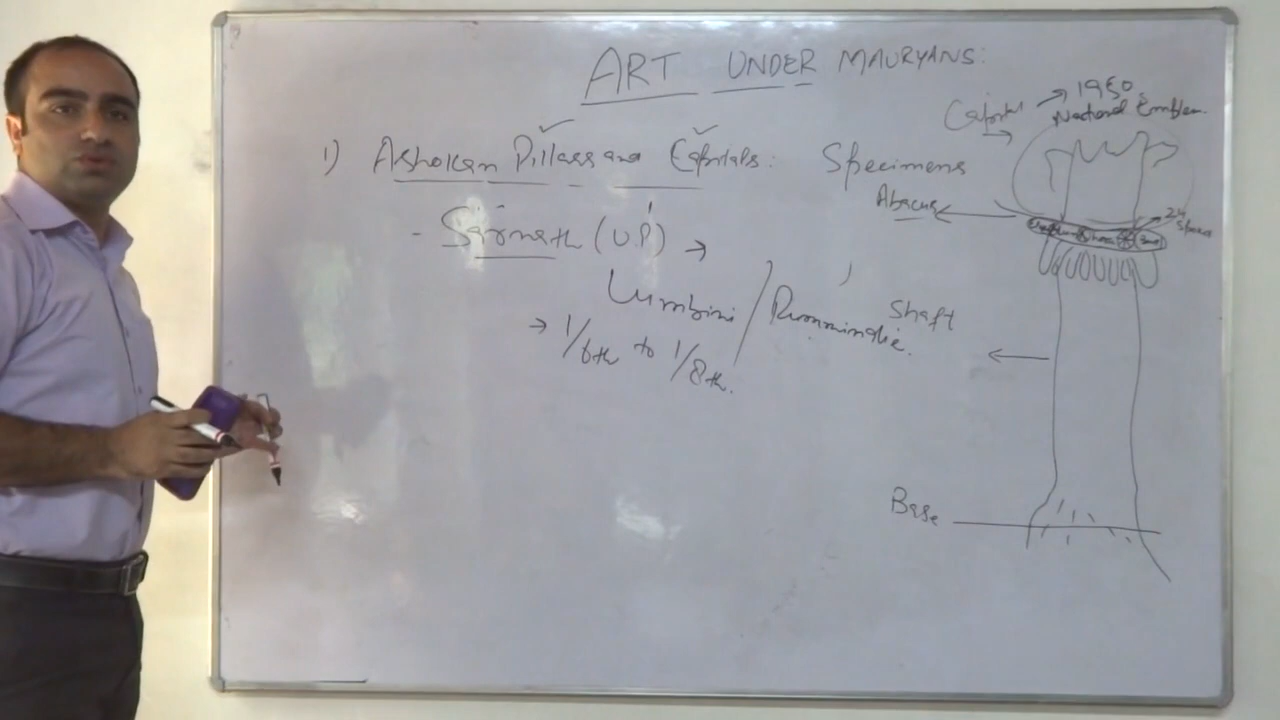 ART UNDER MAURYANS:
1) Ashokan Pillars and Capitals: Specimens
- Sarnath (U.P) →
Lumbini / Rummindie.
→ 1/6th to 1/8th.
Capital → 1950
National Emblem.
Abacus
24
Spokes
Shaft
Base